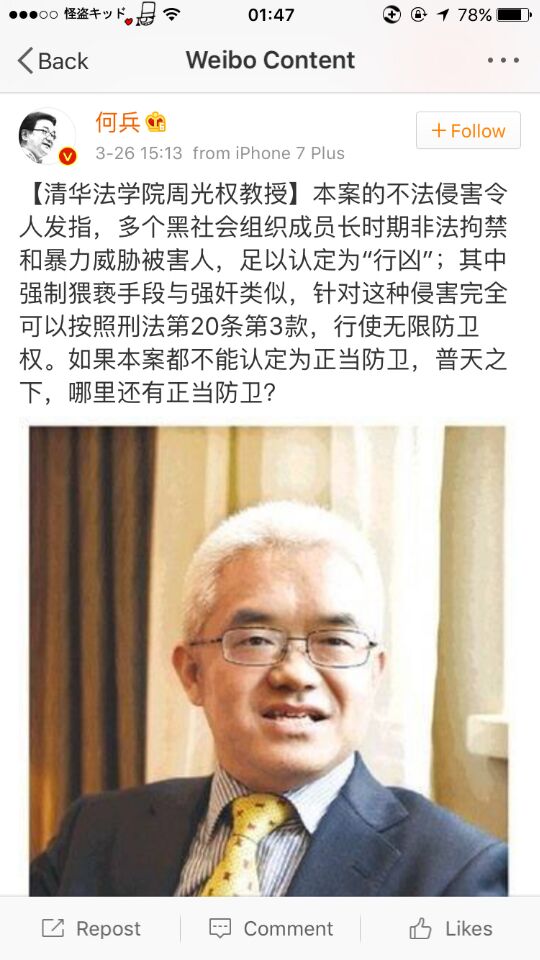 怪盗キッド 01:47 78%
Back Weibo Content
何兵
+Follow
3-26 15:13 from iPhone 7 Plus
【清华法学院周光权教授】本案的不法侵害令
人发指，多个黑社会组织成员长时期非法拘禁
和暴力威胁被害人，足以认定为“行凶”；其中
强制猥亵手段与强奸类似，针对这种侵害完全
可以按照刑法第20条第3款，行使无限防卫
权。如果本案都不能认定为正当防卫，普天之
下，哪里还有正当防卫？
Repost Comment Likes